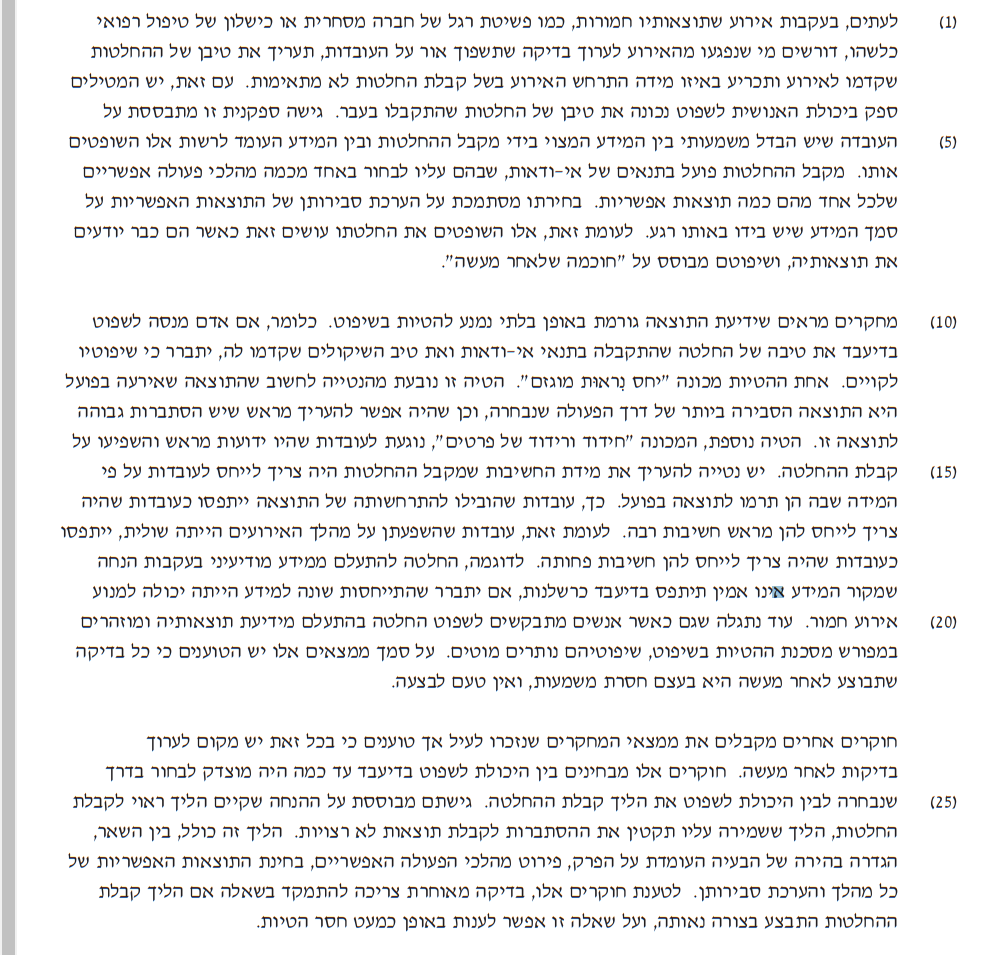 (1) לעתים, בעקבות אירוע שתוצאותיו חמורות, כמו פשיטת רגל של חברה מסחרית או כישלון של טיפול רפואי
כלשהו, דורשים מי שנפגעו מהאירוע לערוך בדיקה שתשפוך אור על העובדות, תעריך את טיבן של ההחלטות
שקדמו לאירוע ותכריע באיזו מידה התרחש האירוע בשל קבלת החלטות לא מתאימות. עם זאת, יש המטילים
ספק ביכולת האנושית לשפוט נכונה את טיבן של החלטות שהתקבלו בעבר. גישה ספקנית זו מתבססת על
(5) העובדה שיש הבדל משמעותי בין המידע המצוי בידי מקבל ההחלטות ובין המידע העומד לרשות אלו השופטים
אותו. מקבל ההחלטות פועל בתנאים של אי-ודאות, שבהם עליו לבחור באחד מכמה מהלכי פעולה אפשריים
שלכל אחד מהם כמה תוצאות אפשריות. בחירתו מסתמכת על הערכת סבירותן של התוצאות האפשריות על
סמך המידע שיש בידו באותו רגע. לעומת זאת, אלו השופטים את החלטתו עושים זאת כאשר הם כבר יודעים
את תוצאותיה, ושיפוטם מבוסס על "חוכמה שלאחר מעשה".
(10) מחקרים מראים שידיעת התוצאה גורמת באופן בלתי נמנע להטיות בשיפוט. כלומר, אם אדם מנסה לשפוט
בדיעבד את טיבה של החלטה שהתקבלה בתנאי אי-ודאות ואת טיב השיקולים שקדמו לה, יתברר כי שיפוטיו
לקויים. אחת ההטיות מכונה "יחס נִראוּת מוגזם". הטיה זו נובעת מהנטייה לחשוב שהתוצאה שאירעה בפועל
היא התוצאה הסבירה ביותר של דרך הפעולה שנבחרה, וכן שהיה אפשר להעריך מראש שיש הסתברות גבוהה
לתוצאה זו. הטיה נוספת, המכונה "חידוד ורידוד של פרטים", נוגעת לעובדות שהיו ידועות מראש והשפיעו על
(15) קבלת ההחלטה. יש נטייה להעריך את מידת החשיבות שמקבל ההחלטות היה צריך לייחס לעובדות על פי
המידה שבה הן תרמו לתוצאה בפועל. כך, עובדות שהובילו להתרחשותה של התוצאה ייתפסו כעובדות שהיה
צריך לייחס להן מראש חשיבות רבה. לעומת זאת, עובדות שהשפעתן על מהלך האירועים הייתה שולית, ייתפסו
כעובדות שהיה צריך לייחס להן חשיבות פחותה. לדוגמה, החלטה להתעלם ממידע מודיעיני בעקבות הנחה
שמקור המידע אינו אמין תיתפס בדיעבד כרשלנות, אם יתברר שהתייחסות שונה למידע הייתה יכולה למנוע
(20) אירוע חמור. עוד נתגלה שגם כאשר אנשים מתבקשים לשפוט החלטה בהתעלם מידיעת תוצאותיה ומוזהרים
במפורש מסכנת ההטיות בשיפוט, שיפוטיהם נותרים מוטים. על סמך ממצאים אלו יש הטוענים כי כל בדיקה
שתבוצע לאחר מעשה היא בעצם חסרת משמעות, ואין טעם לבצעה.
חוקרים אחרים מקבלים את ממצאי המחקרים שנזכרו לעיל אך טוענים כי בכל זאת יש מקום לערוך
בדיקות לאחר מעשה. חוקרים אלו מבחינים בין היכולת לשפוט בדיעבד עד כמה היה מוצדק לבחור בדרך
(25) שנבחרה לבין היכולת לשפוט את הליך קבלת ההחלטה. גישתם מבוססת על ההנחה שקיים הליך ראוי לקבלת
החלטות, הליך ששמירה עליו תקטין את ההסתברות לקבלת תוצאות לא רצויות. הליך זה כולל, בין השאר,
הגדרה בהירה של הבעיה העומדת על הפרק, פירוט מהלכי הפעולה האפשריים, בחינת התוצאות האפשריות של
כל מהלך והערכת סבירותן. לטענת חוקרים אלו, בדיקה מאוחרת צריכה להתמקד בשאלה אם הליך קבלת
ההחלטות התבצע בצורה נאותה, ועל שאלה זו אפשר לענות באופן כמעט חסר הטיות.